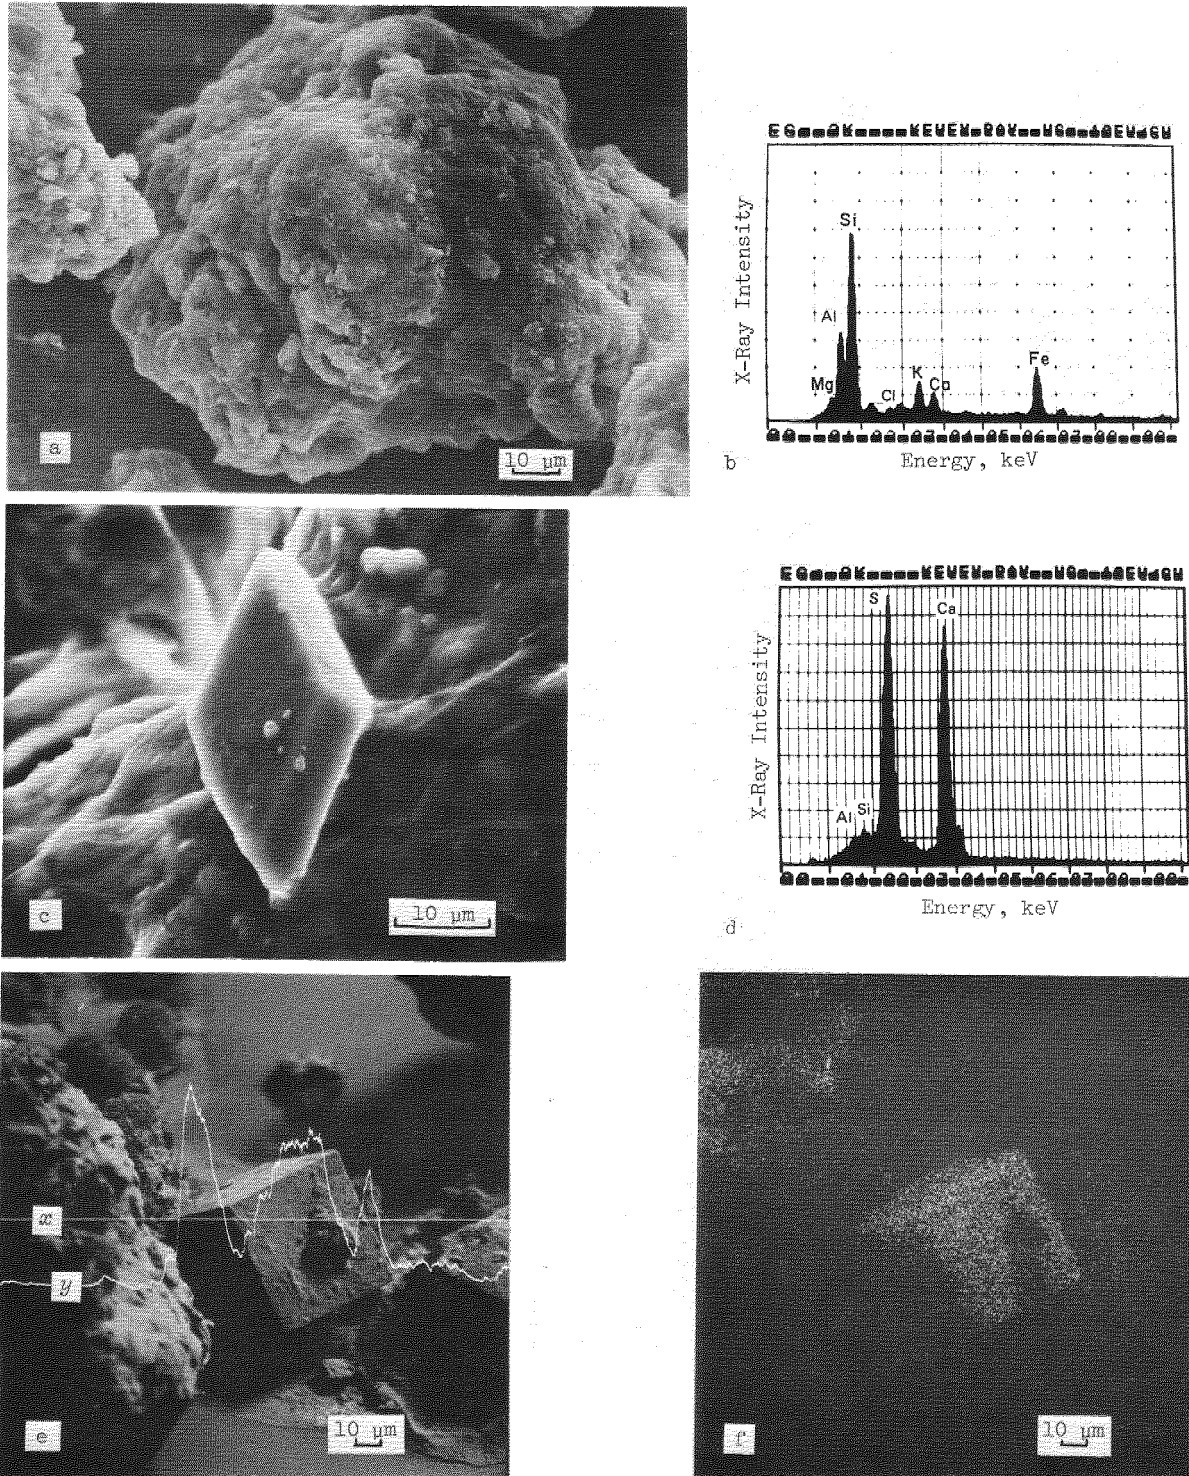 a
10 µm
X-Ray Intensity
Si
Al
Mg
Cl
K
Ca
Fe
Energy, keV
b
c
10 µm
X-Ray Intensity
S
Ca
Al
Si
Energy, keV
d
x
y
e
10 µm
f
10 µm